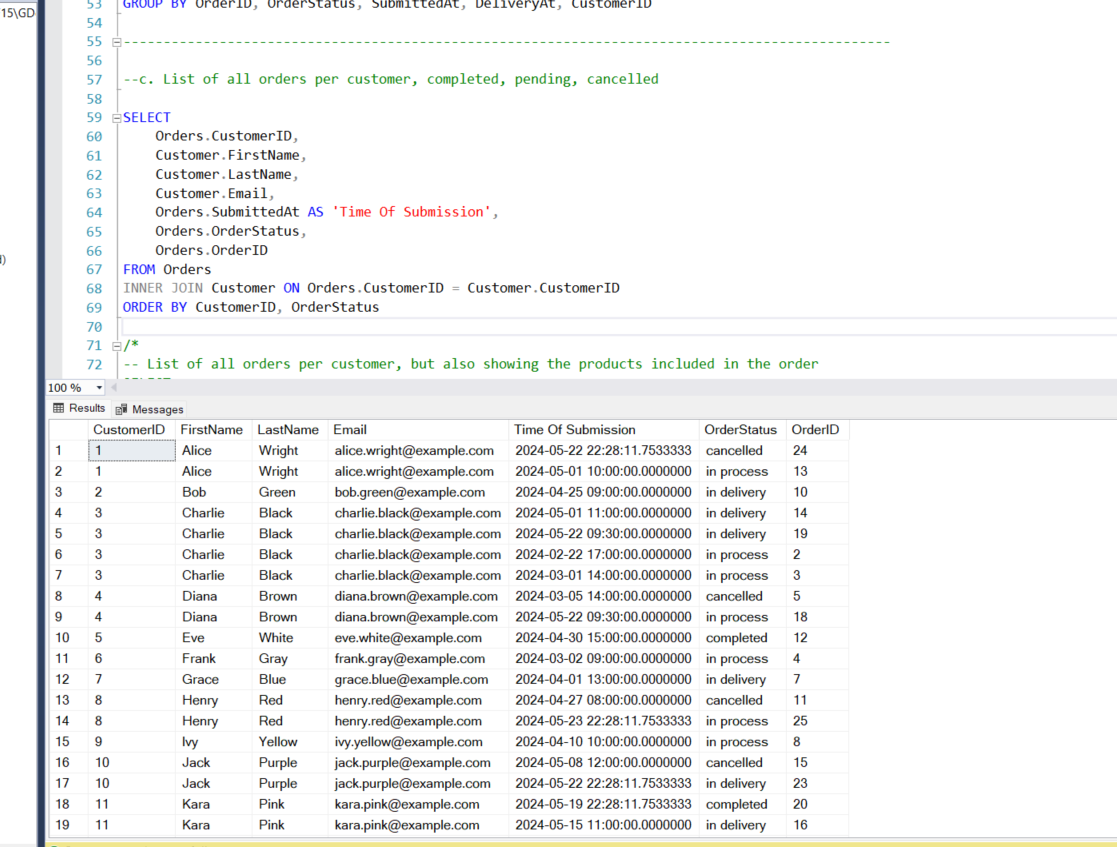 15\GD
53 GROUP BY OrderID, OrderStatus, SubmittedAt, DeliveryAt, CustomerID
54
55 ------------------------------------------------------------------------------------------------
56
57 --c. List of all orders per customer, completed, pending, cancelled
58
59 SELECT
60 Orders.CustomerID,
61 Customer.FirstName,
62 Customer.LastName,
63 Customer.Email,
64 Orders.SubmittedAt AS 'Time Of Submission',
65 Orders.OrderStatus,
66 Orders.OrderID
67 FROM Orders
68 INNER JOIN Customer ON Orders.CustomerID = Customer.CustomerID
69 ORDER BY CustomerID, OrderStatus
70
71 /*
72 -- List of all orders per customer, but also showing the products included in the order
100 %
Results Messages
CustomerID FirstName LastName Email Time Of Submission OrderStatus OrderID
1 1 Alice Wright alice.wright@example.com 2024-05-22 22:28:11.7533333 cancelled 24
2 1 Alice Wright alice.wright@example.com 2024-05-01 10:00:00.0000000 in process 13
3 2 Bob Green bob.green@example.com 2024-04-25 09:00:00.0000000 in delivery 10
4 3 Charlie Black charlie.black@example.com 2024-05-01 11:00:00.0000000 in delivery 14
5 3 Charlie Black charlie.black@example.com 2024-05-22 09:30:00.0000000 in delivery 19
6 3 Charlie Black charlie.black@example.com 2024-02-22 17:00:00.0000000 in process 2
7 3 Charlie Black charlie.black@example.com 2024-03-01 14:00:00.0000000 in process 3
8 4 Diana Brown diana.brown@example.com 2024-03-05 14:00:00.0000000 cancelled 5
9 4 Diana Brown diana.brown@example.com 2024-05-22 09:30:00.0000000 in process 18
10 5 Eve White eve.white@example.com 2024-04-30 15:00:00.0000000 completed 12
11 6 Frank Gray frank.gray@example.com 2024-03-02 09:00:00.0000000 in process 4
12 7 Grace Blue grace.blue@example.com 2024-04-01 13:00:00.0000000 in delivery 7
13 8 Henry Red henry.red@example.com 2024-04-27 08:00:00.0000000 cancelled 11
14 8 Henry Red henry.red@example.com 2024-05-23 22:28:11.7533333 in process 25
15 9 Ivy Yellow ivy.yellow@example.com 2024-04-10 10:00:00.0000000 in process 8
16 10 Jack Purple jack.purple@example.com 2024-05-08 12:00:00.0000000 cancelled 15
17 10 Jack Purple jack.purple@example.com 2024-05-22 22:28:11.7533333 in delivery 23
18 11 Kara Pink kara.pink@example.com 2024-05-19 22:28:11.7533333 completed 20
19 11 Kara Pink kara.pink@example.com 2024-05-15 11:00:00.0000000 in delivery 16